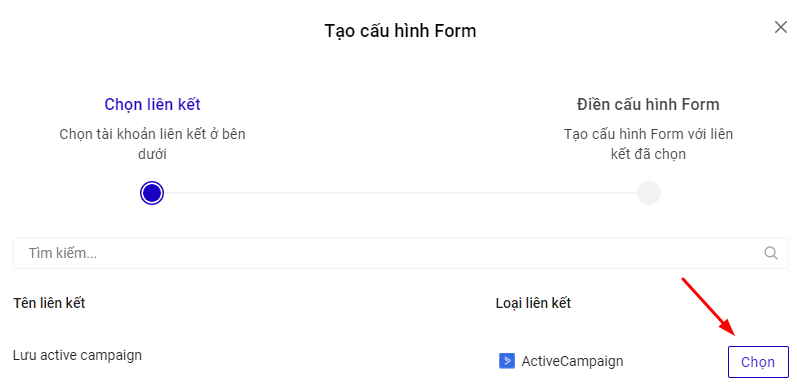 Tạo cấu hình Form
Chọn liên kết
Chọn tài khoản liên kết ở bên
dưới
Điền cấu hình Form
Tạo cấu hình Form với liên
kết đã chọn
Tìm kiếm...
Tên liên kết
Loại liên kết
Lưu active campaign
ActiveCampaign
Chọn